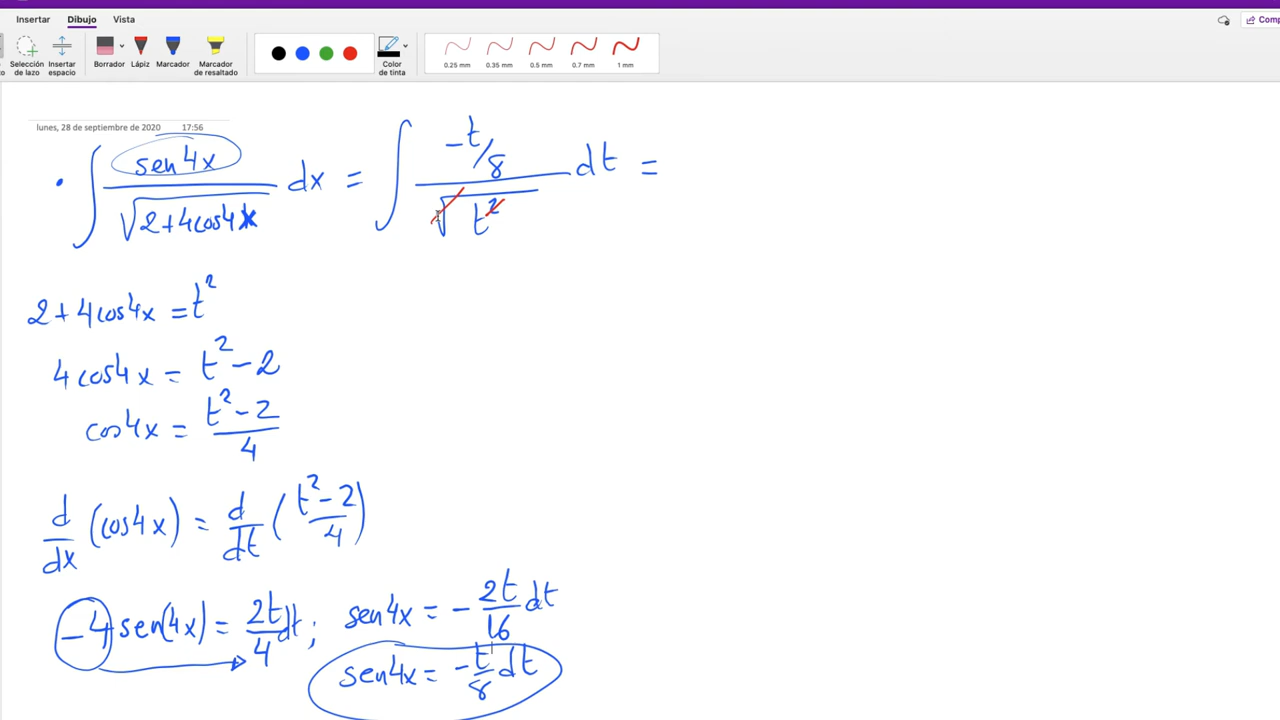 Insertar Dibujo Vista
Comp
Selección de lazo
Insertar espacio
Borrador
Lápiz
Marcador
Marcador de resaltado
Color de tinta
0.25 mm 0.35 mm 0.5 mm 0.7 mm 1 mm
lunes, 28 de septiembre de 2020 17:56
• ∫ sen4x / √(2+4cos4x) dx = ∫ (-t/8) / √(t²) dt =
2+4cos4x = t²
4cos4x = t²-2
cos4x = (t²-2)/4
d/dx (cos4x) = d/dt ((t²-2)/4)
-4sen(4x) = 2t/4 dt; sen4x = - 2t/16 dt
sen4x = - t/8 dt